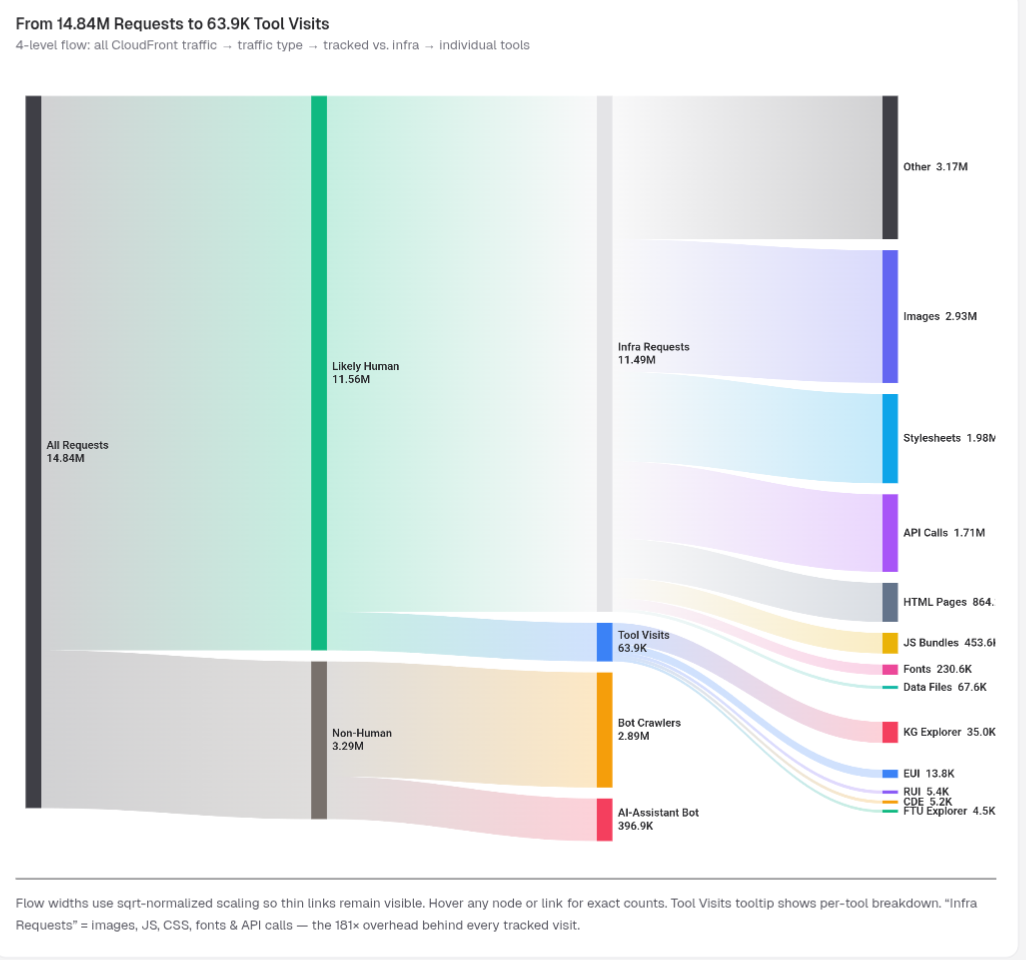 From 14.84M Requests to 63.9K Tool Visits
4-level flow: all CloudFront traffic → traffic type → tracked vs. infra → individual tools
Other 3.17M
Images 2.93M
Infra Requests
11.49M
Likely Human
11.56M
Stylesheets 1.98M
All Requests
14.84M
API Calls 1.71M
HTML Pages 864.
Tool Visits
63.9K
JS Bundles 453.6K
Fonts 230.6K
Data Files 67.6K
Bot Crawlers
2.89M
Non-Human
3.29M
KG Explorer 35.0K
EUI 13.8K
RUI 5.4K
CDE 5.2K
FTU Explorer 4.5K
AI-Assistant Bot
396.9K
Flow widths use sqrt-normalized scaling so thin links remain visible. Hover any node or link for exact counts. Tool Visits tooltip shows per-tool breakdown. “Infra
Requests” = images, JS, CSS, fonts & API calls — the 181× overhead behind every tracked visit.